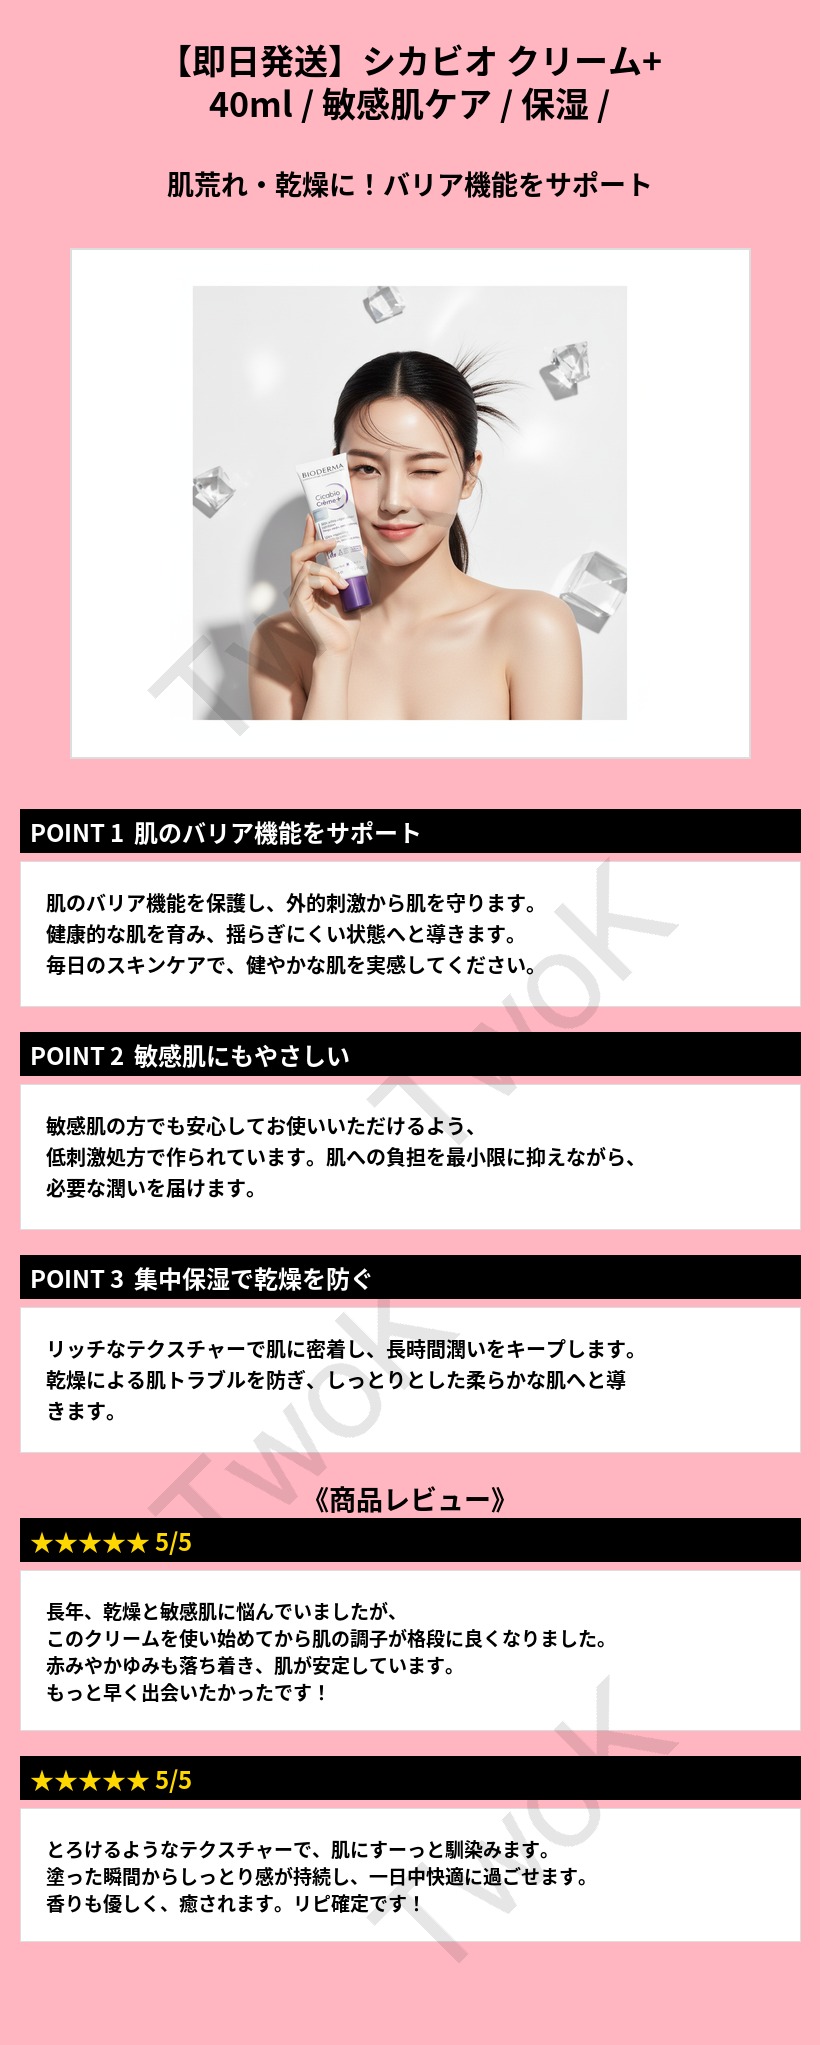 【即日発送】シカビオ クリーム+
40ml / 敏感肌ケア / 保湿 /
肌荒れ・乾燥に！バリア機能をサポート
BIODERMA
Cicabio
Crème+
POINT 1 肌のバリア機能をサポート
肌のバリア機能を保護し、外的刺激から肌を守ります。
健康的な肌を育み、揺らぎにくい状態へと導きます。
毎日のスキンケアで、健やかな肌を実感してください。
POINT 2 敏感肌にもやさしい
敏感肌の方でも安心してお使いいただけるよう、
低刺激処方で作られています。肌への負担を最小限に抑えながら、
必要な潤いを届けます。
POINT 3 集中保湿で乾燥を防ぐ
リッチなテクスチャーで肌に密着し、長時間潤いをキープします。
乾燥による肌トラブルを防ぎ、しっとりとした柔らかな肌へと導
きます。
《商品レビュー》
★★★★★ 5/5
長年、乾燥と敏感肌に悩んでいましたが、
このクリームを使い始めてから肌の調子が格段に良くなりました。
赤みやかゆみも落ち着き、肌が安定しています。
もっと早く出会いたかったです！
★★★★★ 5/5
とろけるようなテクスチャーで、肌にすーっと馴染みます。
塗った瞬間からしっとり感が持続し、一日中快適に過ごせます。
香りも優しく、癒されます。リピ確定です！
TwoK
TwoK
TwoK
TwoK